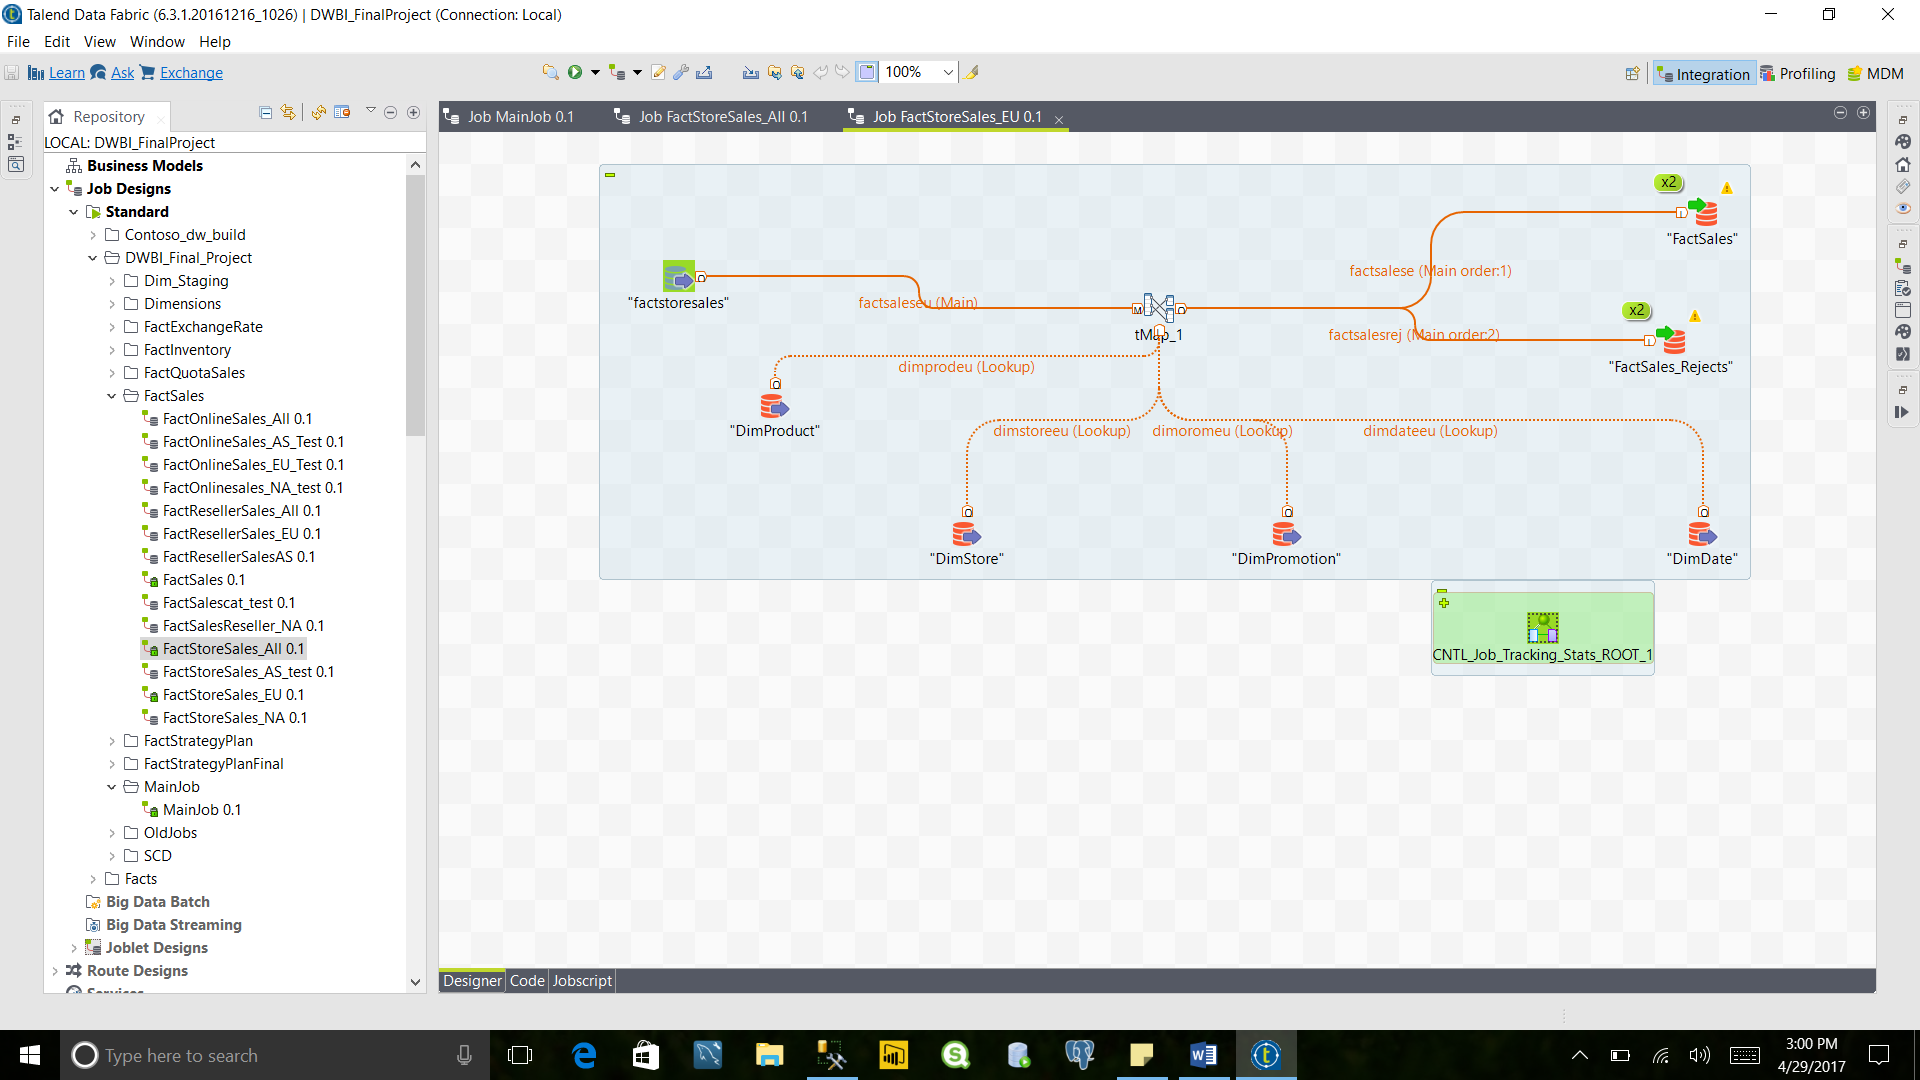 Talend Data Fabric (6.3.1.20161216_1026) | DWBI_FinalProject (Connection: Local)
File Edit View Window Help
Learn Ask Exchange
100%
Integration Profiling MDM
Repository
LOCAL: DWBI_FinalProject
Business Models
Job Designs
Standard
Contoso_dw_build
DWBI_Final_Project
Dim_Staging
Dimensions
FactExchangeRate
FactInventory
FactQuotaSales
FactSales
FactOnlineSales_All 0.1
FactOnlineSales_AS_Test 0.1
FactOnlineSales_EU_Test 0.1
FactOnlinesales_NA_test 0.1
FactResellerSales_All 0.1
FactResellerSales_EU 0.1
FactResellerSalesAS 0.1
FactSales 0.1
FactSalescat_test 0.1
FactSalesReseller_NA 0.1
FactStoreSales_All 0.1
FactStoreSales_AS_test 0.1
FactStoreSales_EU 0.1
FactStoreSales_NA 0.1
FactStrategyPlan
FactStrategyPlanFinal
MainJob
MainJob 0.1
OldJobs
SCD
Facts
Big Data Batch
Big Data Streaming
Joblet Designs
Route Designs
Services
Job MainJob 0.1
Job FactStoreSales_All 0.1
Job FactStoreSales_EU 0.1
x2
"FactSales"
factsalese (Main order:1)
"factstoresales"
factsaleseu (Main)
tMap_1
x2
factsalesrej (Main order:2)
"FactSales_Rejects"
dimprodeu (Lookup)
"DimProduct"
dimstoreeu (Lookup)
dimoromeu (Lookup)
dimdateeu (Lookup)
"DimStore"
"DimPromotion"
"DimDate"
CNTL_Job_Tracking_Stats_ROOT_1
Designer Code Jobscript
Type here to search
3:00 PM
4/29/2017